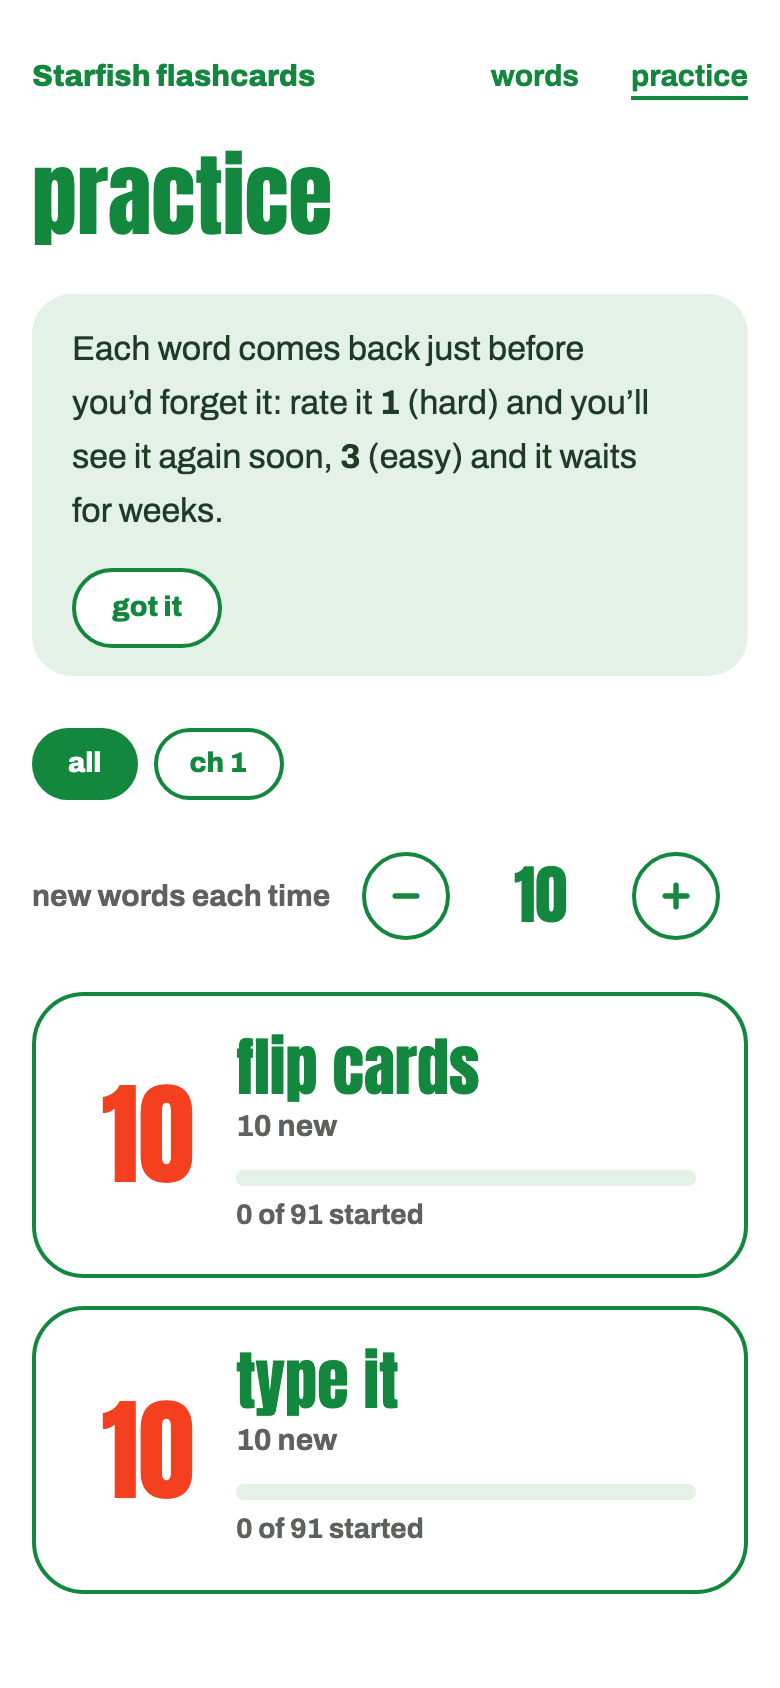 Starfish flashcards
words
practice
practice
Each word comes back just before
you’d forget it: rate it 1 (hard) and you’ll
see it again soon, 3 (easy) and it waits
for weeks.
got it
all
ch 1
new words each time
−
10
+
10
flip cards
10 new
0 of 91 started
10
type it
10 new
0 of 91 started